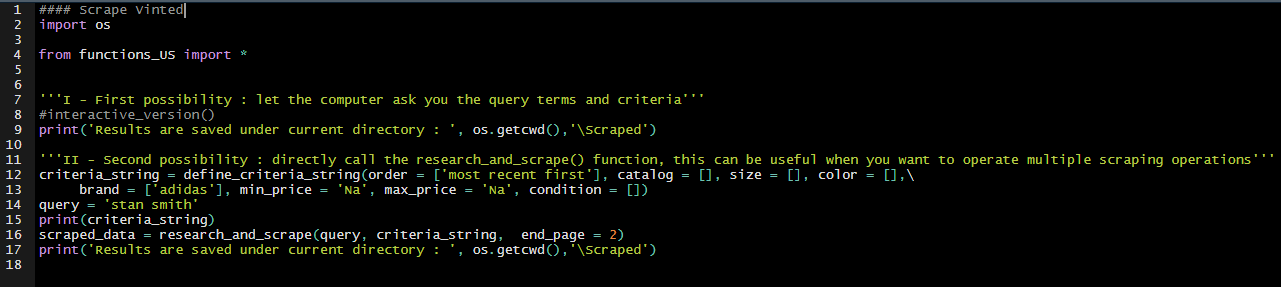 1 #### Scrape Vinted
2 import os
3
4 from functions_US import *
5
6
7 '''I - First possibility : let the computer ask you the query terms and criteria'''
8 #interactive_version()
9 print('Results are saved under current directory : ', os.getcwd(),'\Scraped')
10
11 '''II - Second possibility : directly call the research_and_scrape() function, this can be useful when you want to operate multiple scraping operations'''
12 criteria_string = define_criteria_string(order = ['most recent first'], catalog = [], size = [], color = [],\
13     brand = ['adidas'], min_price = 'Na', max_price = 'Na', condition = [])
14 query = 'stan smith'
15 print(criteria_string)
16 scraped_data = research_and_scrape(query, criteria_string,  end_page = 2)
17 print('Results are saved under current directory : ', os.getcwd(),'\Scraped')
18